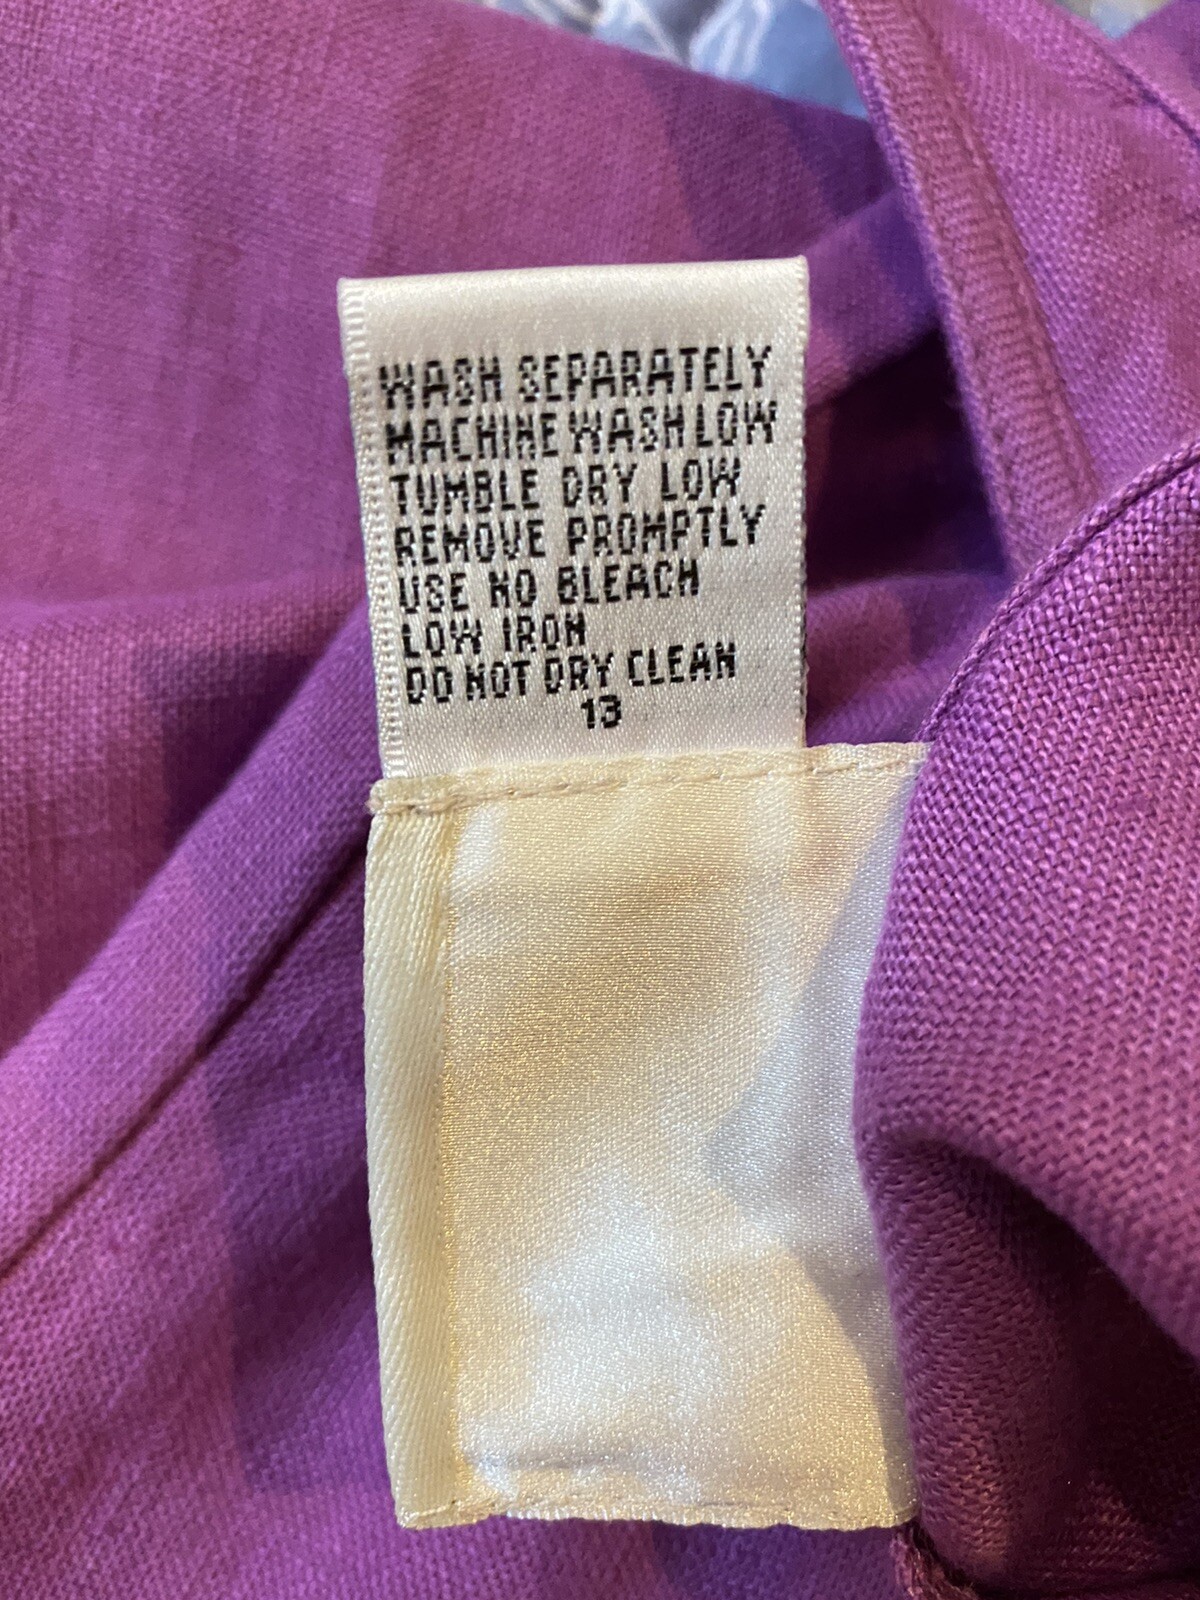 WASH SEPARATELY
MACHINE WASH LOW
TUMBLE DRY LOW
REMOVE PROMPTLY
USE NO BLEACH
LOW IRON
DO NOT DRY CLEAN
13